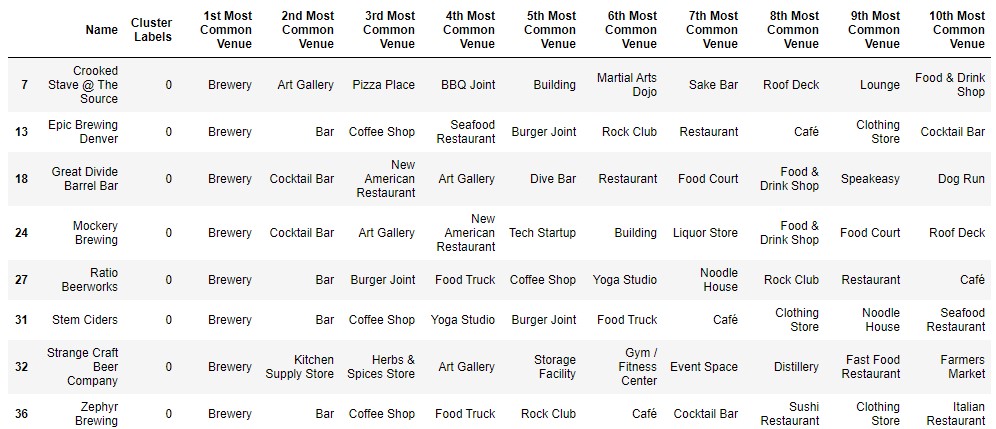 Name Cluster Labels 1st Most Common Venue 2nd Most Common Venue 3rd Most Common Venue 4th Most Common Venue 5th Most Common Venue 6th Most Common Venue 7th Most Common Venue 8th Most Common Venue 9th Most Common Venue 10th Most Common Venue
7 Crooked Stave @ The Source 0 Brewery Art Gallery Pizza Place BBQ Joint Building Martial Arts Dojo Sake Bar Roof Deck Lounge Food & Drink Shop
13 Epic Brewing Denver 0 Brewery Bar Coffee Shop Seafood Restaurant Burger Joint Rock Club Restaurant Café Clothing Store Cocktail Bar
18 Great Divide Barrel Bar 0 Brewery Cocktail Bar New American Restaurant Art Gallery Dive Bar Restaurant Food Court Food & Drink Shop Speakeasy Dog Run
24 Mockery Brewing 0 Brewery Cocktail Bar Art Gallery New American Restaurant Tech Startup Building Liquor Store Food & Drink Shop Food Court Roof Deck
27 Ratio Beerworks 0 Brewery Bar Burger Joint Food Truck Coffee Shop Yoga Studio Noodle House Rock Club Restaurant Café
31 Stem Ciders 0 Brewery Bar Coffee Shop Yoga Studio Burger Joint Food Truck Café Clothing Store Noodle House Seafood Restaurant
32 Strange Craft Beer Company 0 Brewery Kitchen Supply Store Herbs & Spices Store Art Gallery Storage Facility Gym / Fitness Center Event Space Distillery Fast Food Restaurant Farmers Market
36 Zephyr Brewing 0 Brewery Bar Coffee Shop Food Truck Rock Club Café Cocktail Bar Sushi Restaurant Clothing Store Italian Restaurant